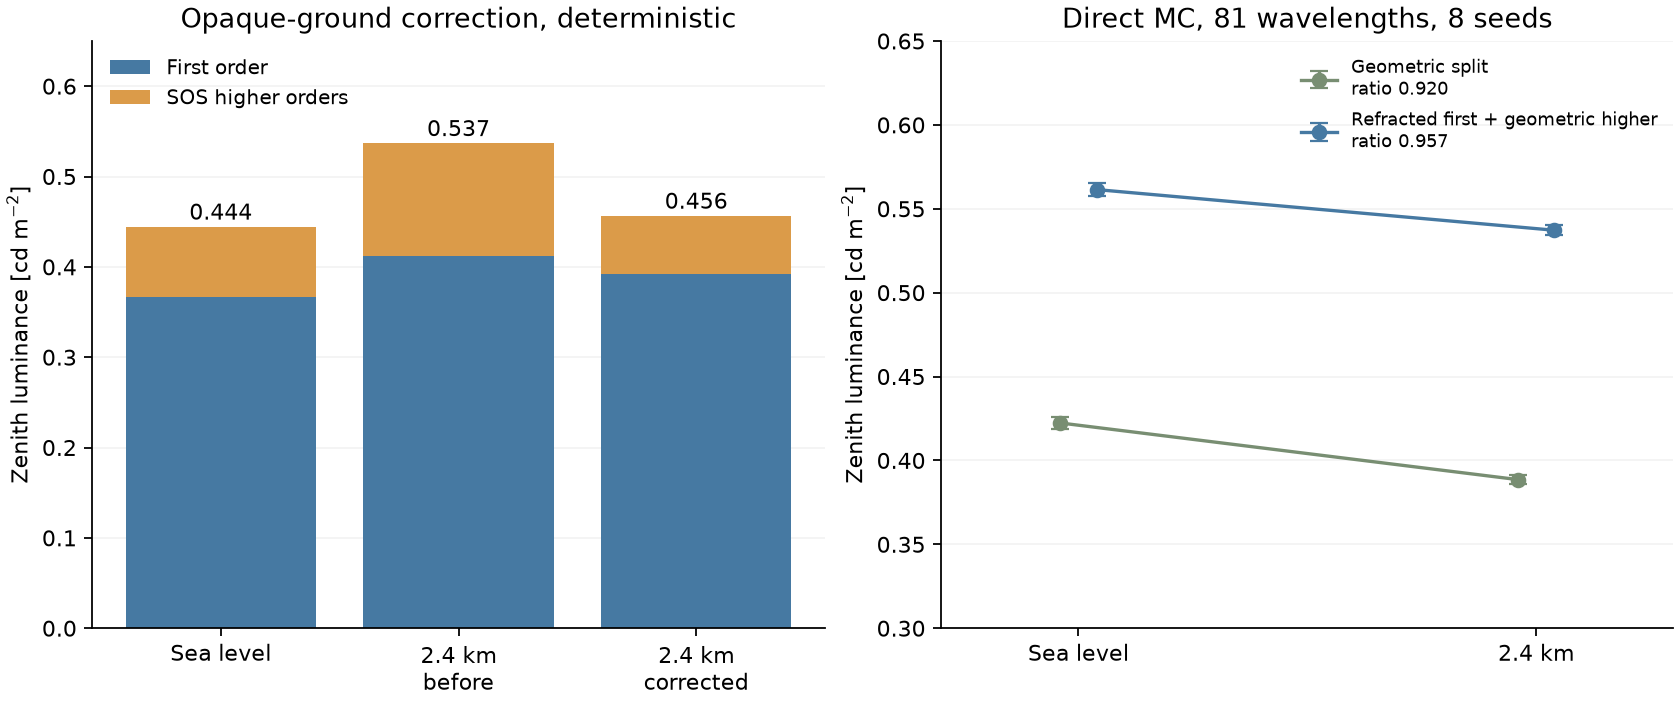 Opaque-ground correction, deterministic
First order
SOS higher orders
Zenith luminance [cd m⁻²]
0.6
0.5
0.4
0.3
0.2
0.1
0.0
0.444
0.537
0.456
Sea level
2.4 km
before
2.4 km
corrected
Direct MC, 81 wavelengths, 8 seeds
Geometric split
ratio 0.920
Refracted first + geometric higher
ratio 0.957
Zenith luminance [cd m⁻²]
0.65
0.60
0.55
0.50
0.45
0.40
0.35
0.30
Sea level
2.4 km